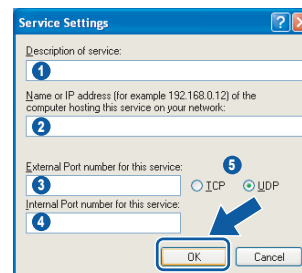 Service Settings
Description of service:
1
Name or IP address (for example 192.168.0.12) of the
computer hosting this service on your network:
2
External Port number for this service:
5
3
TCP
UDP
Internal Port number for this service:
4
OK
Cancel